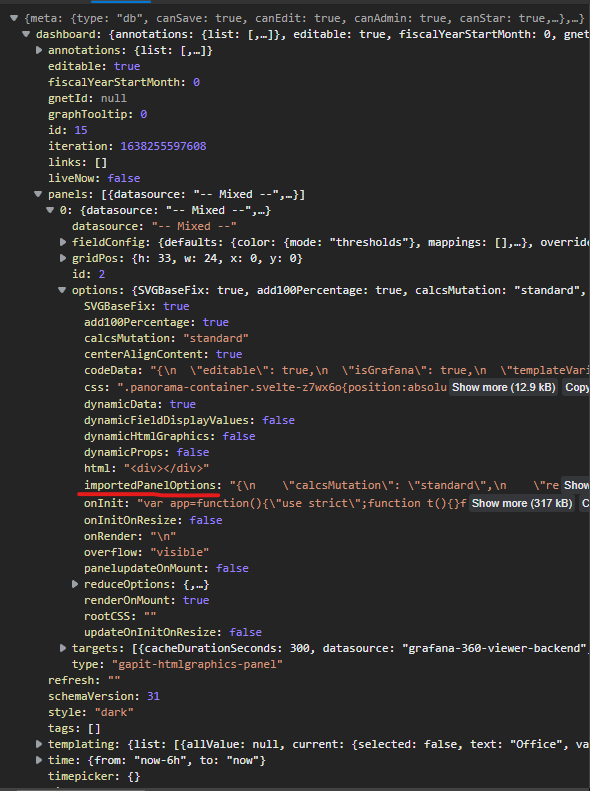 {meta: {type: "db", canSave: true, canEdit: true, canAdmin: true, canStar: true,…},…}
dashboard: {annotations: {list: [,…]}, editable: true, fiscalYearStartMonth: 0, gnet
annotations: {list: [,…]}
editable: true
fiscalYearStartMonth: 0
gnetId: null
graphTooltip: 0
id: 15
iteration: 1638255597608
links: []
liveNow: false
panels: [{datasource: "-- Mixed --",…}]
0: {datasource: "-- Mixed --",…}
datasource: "-- Mixed --"
fieldConfig: {defaults: {color: {mode: "thresholds"}, mappings: [],…}, overrid
gridPos: {h: 33, w: 24, x: 0, y: 0}
id: 2
options: {SVGBaseFix: true, add100Percentage: true, calcsMutation: "standard",
SVGBaseFix: true
add100Percentage: true
calcsMutation: "standard"
centerAlignContent: true
codeData: "{\n  \"editable\": true,\n  \"isGrafana\": true,\n  \"templateVari
css: ".panorama-container.svelte-z7wx6o{position:absolu Show more (12.9 kB) Copy
dynamicData: true
dynamicFieldDisplayValues: false
dynamicHtmlGraphics: false
dynamicProps: false
html: "<div></div>"
importedPanelOptions: "{\n    \"calcsMutation\": \"standard\",\n    \"re Show
onInit: "var app=function(){\"use strict\";function t(){}f Show more (317 kB) C
onInitOnResize: false
onRender: "\n"
overflow: "visible"
panelupdateOnMount: false
reduceOptions: {,…}
renderOnMount: true
rootCSS: ""
updateOnInitOnResize: false
targets: [{cacheDurationSeconds: 300, datasource: "grafana-360-viewer-backend"
type: "gapit-htmlgraphics-panel"
refresh: ""
schemaVersion: 31
style: "dark"
tags: []
templating: {list: [{allValue: null, current: {selected: false, text: "Office", va
time: {from: "now-6h", to: "now"}
timepicker: {}